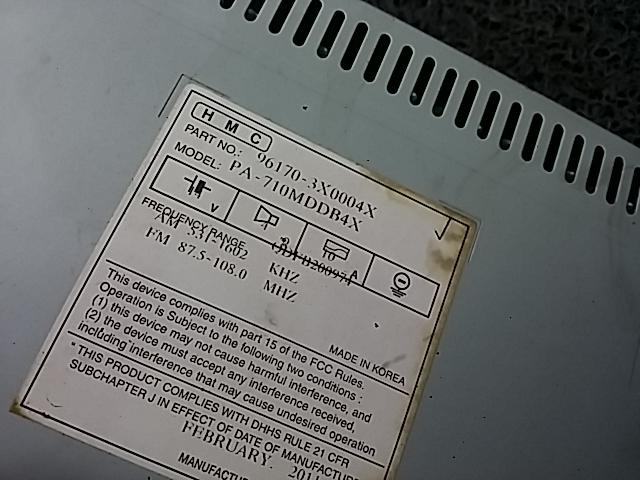 HMC
PART NO.: 96170-3X0004X
MODEL: PA-710MDDB4X
V
A
FREQUENCY RANGE
AM 531-1602 KHZ
FM 87.5-108.0 MHZ
MADE IN KOREA
This device complies with part 15 of the FCC Rules.
Operation is Subject to the following two conditions :
(1) this device may not cause harmful interference, and
(2) the device must accept any interference received,
including interference that may cause undesired operation
* THIS PRODUCT COMPLIES WITH DHHS RULE 21 CFR
SUBCHAPTER J IN EFFECT OF DATE OF MANUFACTURE
FEBRUARY. 2011